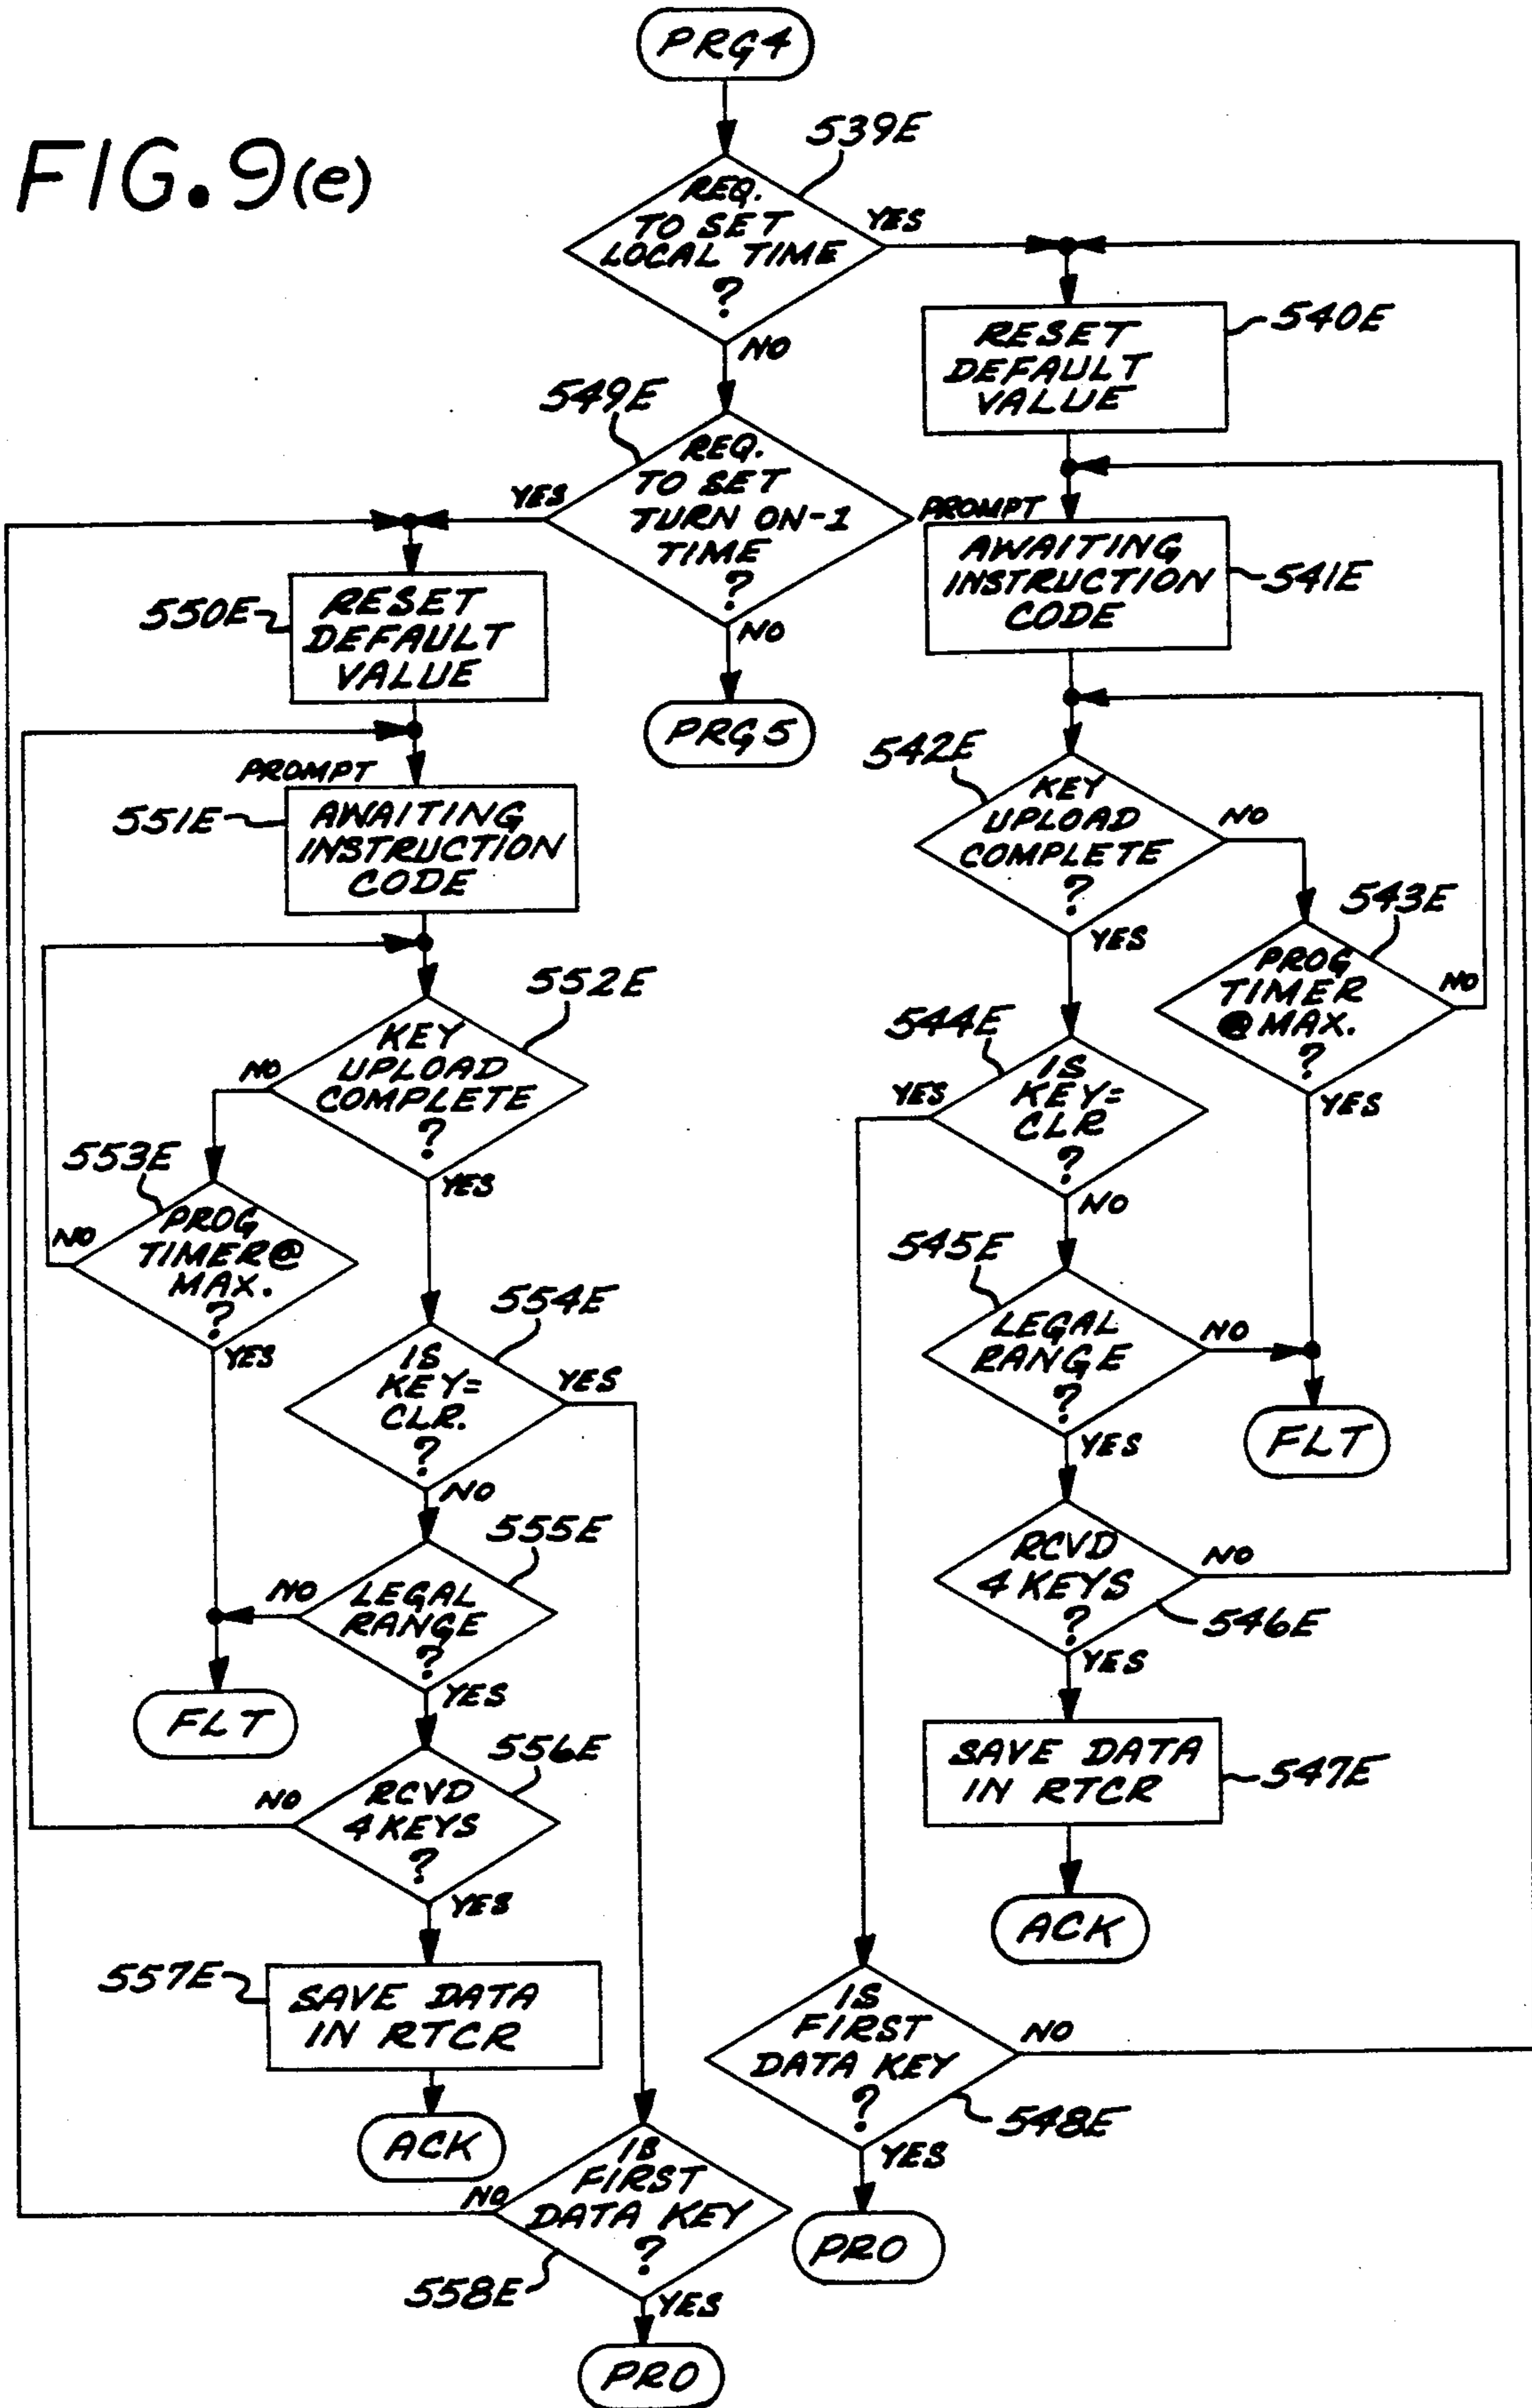 PRG4
FIG. 9(e)
539E
REQ.
TO SET
LOCAL TIME
?
YES
NO
540E
RESET
DEFAULT
VALUE
549E
REQ.
TO SET
TURN ON-1
TIME
?
YES
NO
PROMPT
AWAITING
INSTRUCTION
CODE
541E
550E
RESET
DEFAULT
VALUE
PRG5
PROMPT
551E
AWAITING
INSTRUCTION
CODE
542E
KEY
UPLOAD
COMPLETE
?
NO
YES
543E
PROG
TIMER
@ MAX.
?
NO
YES
552E
KEY
UPLOAD
COMPLETE
?
NO
YES
544E
IS
KEY=
CLR
?
YES
NO
553E
PROG
TIMER @
MAX.
?
NO
YES
545E
LEGAL
RANGE
?
NO
YES
FLT
554E
IS
KEY=
CLR.
?
YES
NO
555E
LEGAL
RANGE
?
NO
YES
FLT
RCVD
4 KEYS
?
NO
YES
546E
556E
RCVD
4 KEYS
?
NO
YES
SAVE DATA
IN RTCR
547E
ACK
557E
SAVE DATA
IN RTCR
ACK
IS
FIRST
DATA KEY
?
NO
YES
548E
PRO
IB
FIRST
DATA KEY
?
NO
YES
558E
PRO